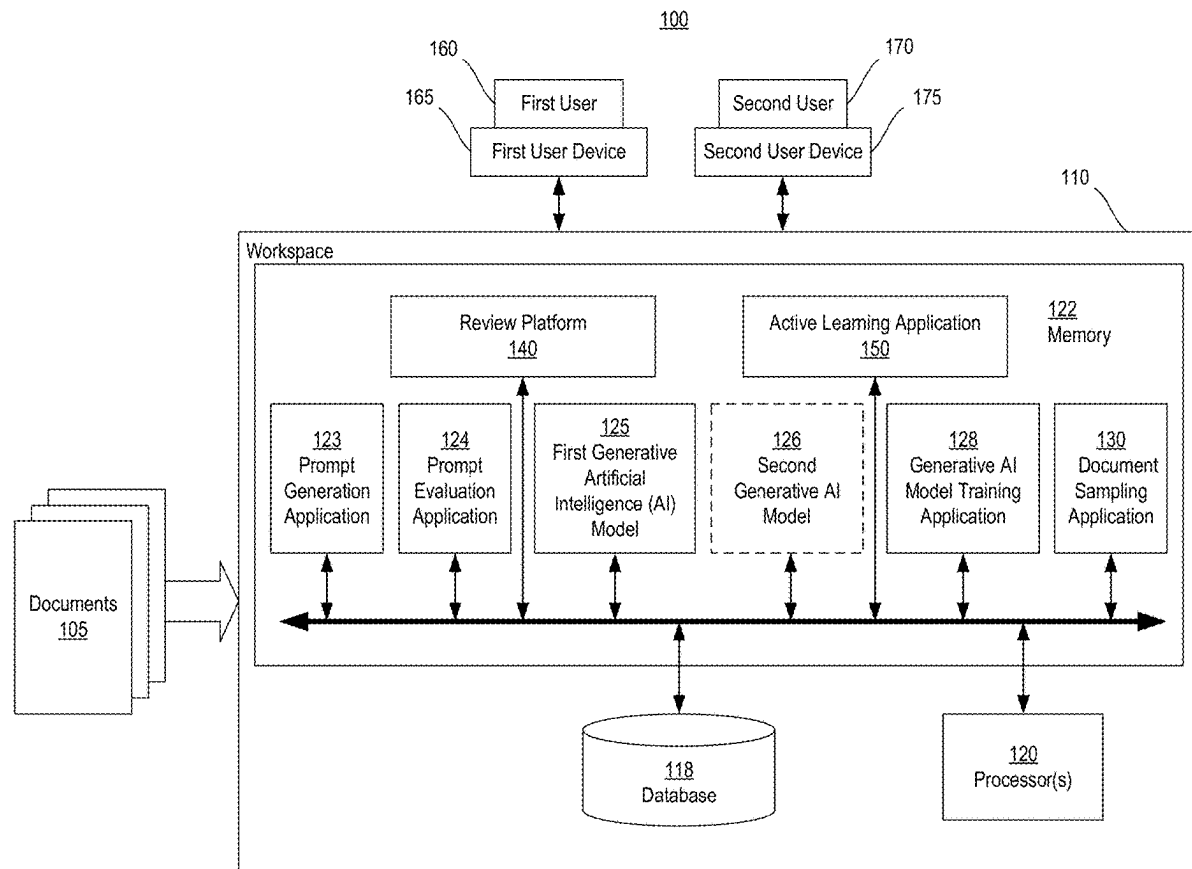 100
160
170
First User
Second User
165
175
First User Device
Second User Device
110
Workspace
Review Platform
140
Active Learning Application
150
122
Memory
123
Prompt
Generation
Application
124
Prompt
Evaluation
Application
125
First Generative
Artificial
Intelligence (AI)
Model
126
Second
Generative AI
Model
128
Generative AI
Model Training
Application
130
Document
Sampling
Application
Documents
105
118
Database
120
Processor(s)